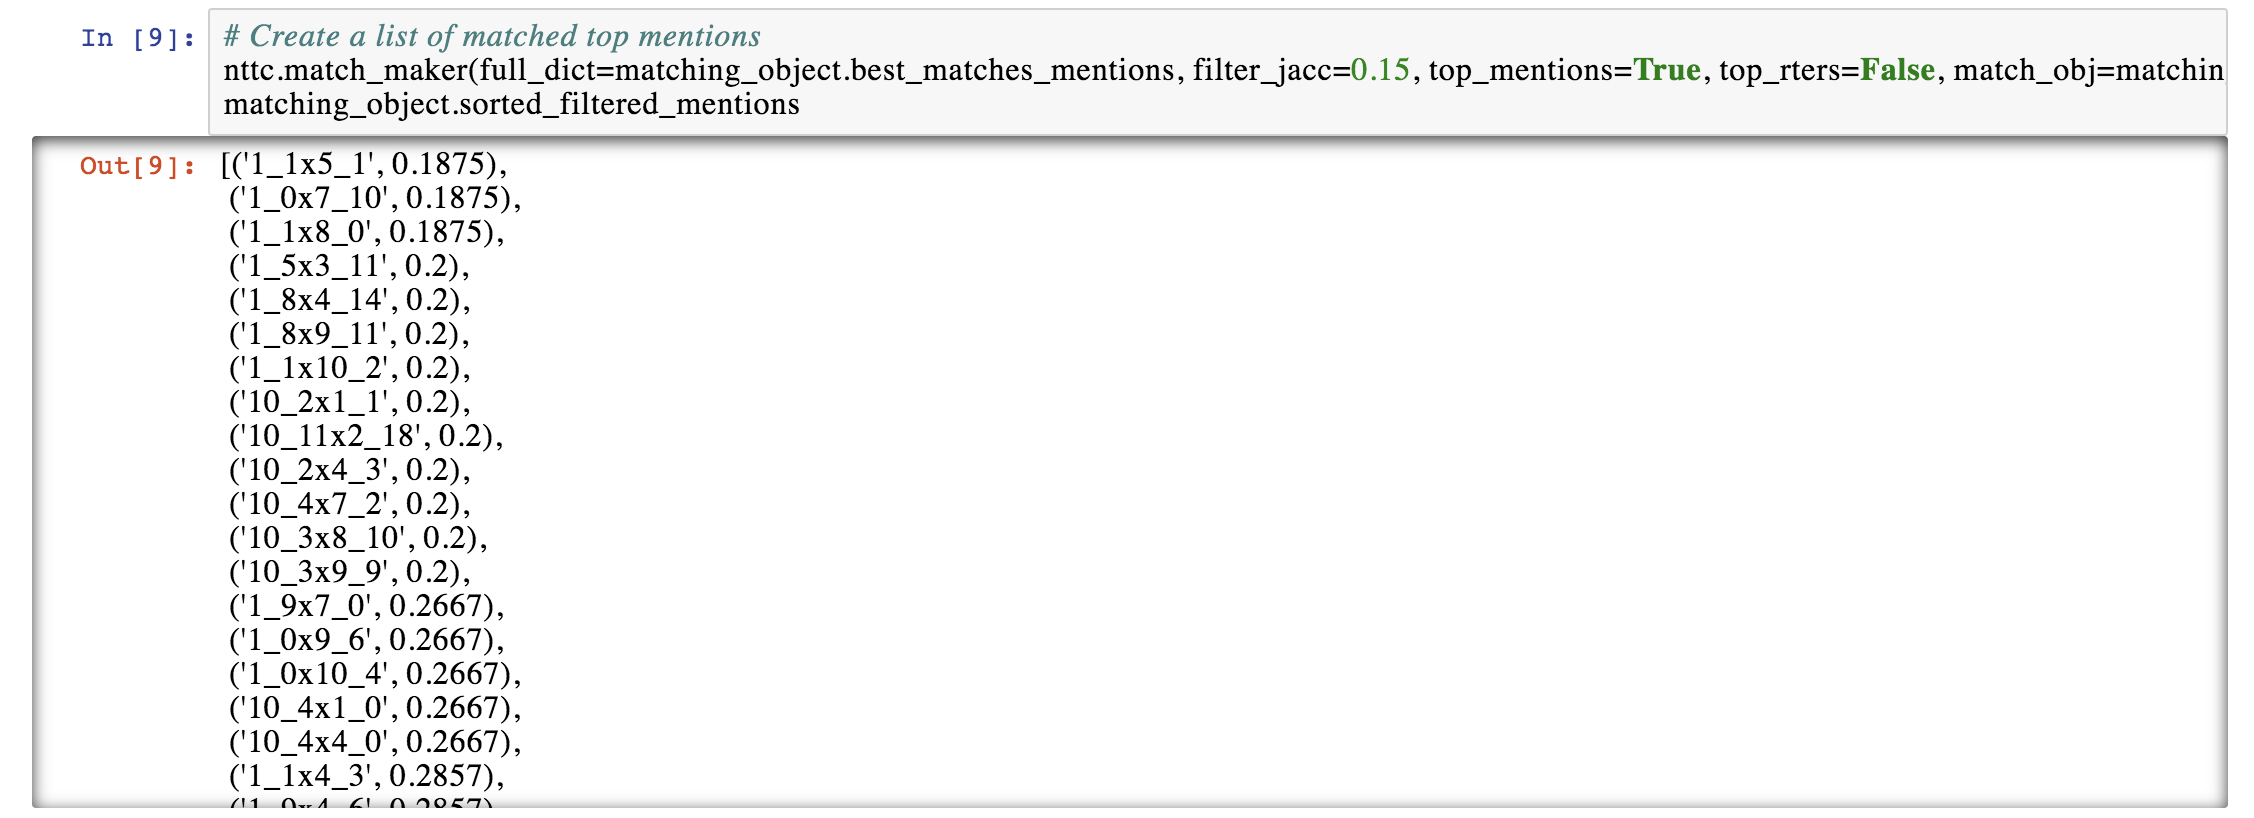 In [9]:
# Create a list of matched top mentions
nttc.match_maker(full_dict=matching_object.best_matches_mentions, filter_jacc=0.15, top_mentions=True, top_rters=False, match_obj=matchin
matching_object.sorted_filtered_mentions
Out[9]:
[('1_1x5_1', 0.1875),
('1_0x7_10', 0.1875),
('1_1x8_0', 0.1875),
('1_5x3_11', 0.2),
('1_8x4_14', 0.2),
('1_8x9_11', 0.2),
('1_1x10_2', 0.2),
('10_2x1_1', 0.2),
('10_11x2_18', 0.2),
('10_2x4_3', 0.2),
('10_4x7_2', 0.2),
('10_3x8_10', 0.2),
('10_3x9_9', 0.2),
('1_9x7_0', 0.2667),
('1_0x9_6', 0.2667),
('1_0x10_4', 0.2667),
('10_4x1_0', 0.2667),
('10_4x4_0', 0.2667),
('1_1x4_3', 0.2857),